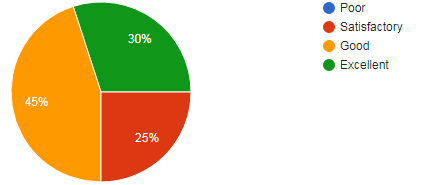 Poor
Satisfactory
Good
Excellent
30%
45%
25%